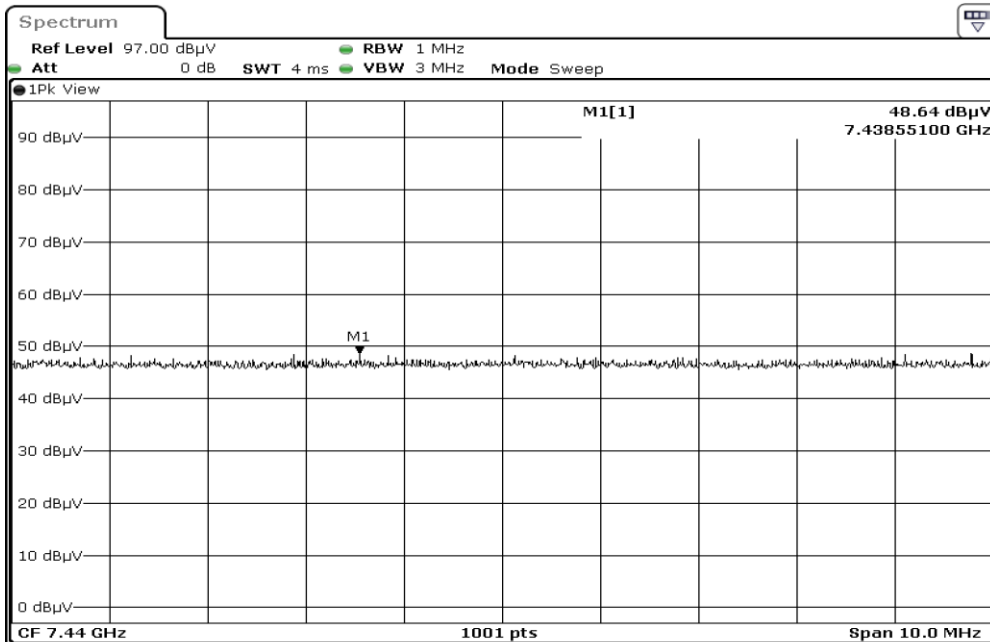 Spectrum
Ref Level 97.00 dBµV RBW 1 MHz
Att 0 dB SWT 4 ms VBW 3 MHz Mode Sweep
1Pk View
M1[1] 48.64 dBµV
7.43855100 GHz
90 dBµV
80 dBµV
70 dBµV
60 dBµV
M1
50 dBµV
40 dBµV
30 dBµV
20 dBµV
10 dBµV
0 dBµV
CF 7.44 GHz 1001 pts Span 10.0 MHz